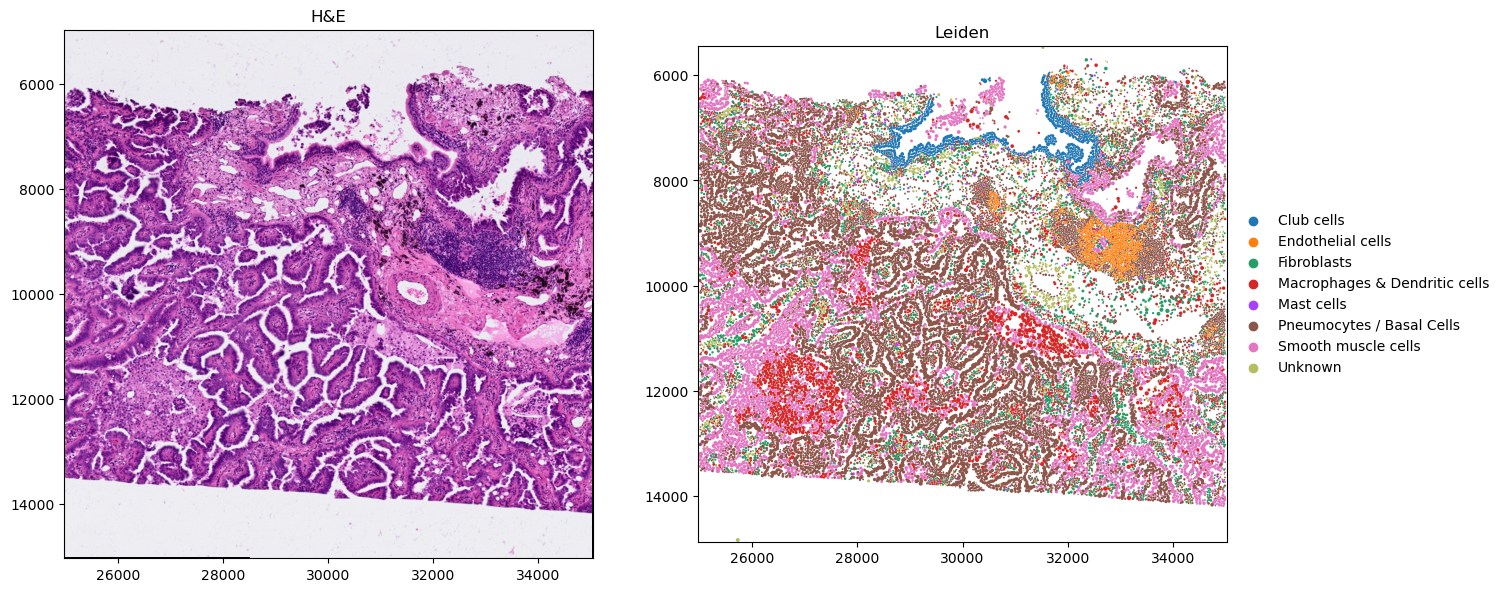 H&E
6000
8000
10000
12000
14000
26000
28000
30000
32000
34000
Leiden
6000
8000
10000
12000
14000
26000
28000
30000
32000
34000
Club cells
Endothelial cells
Fibroblasts
Macrophages & Dendritic cells
Mast cells
Pneumocytes / Basal Cells
Smooth muscle cells
Unknown